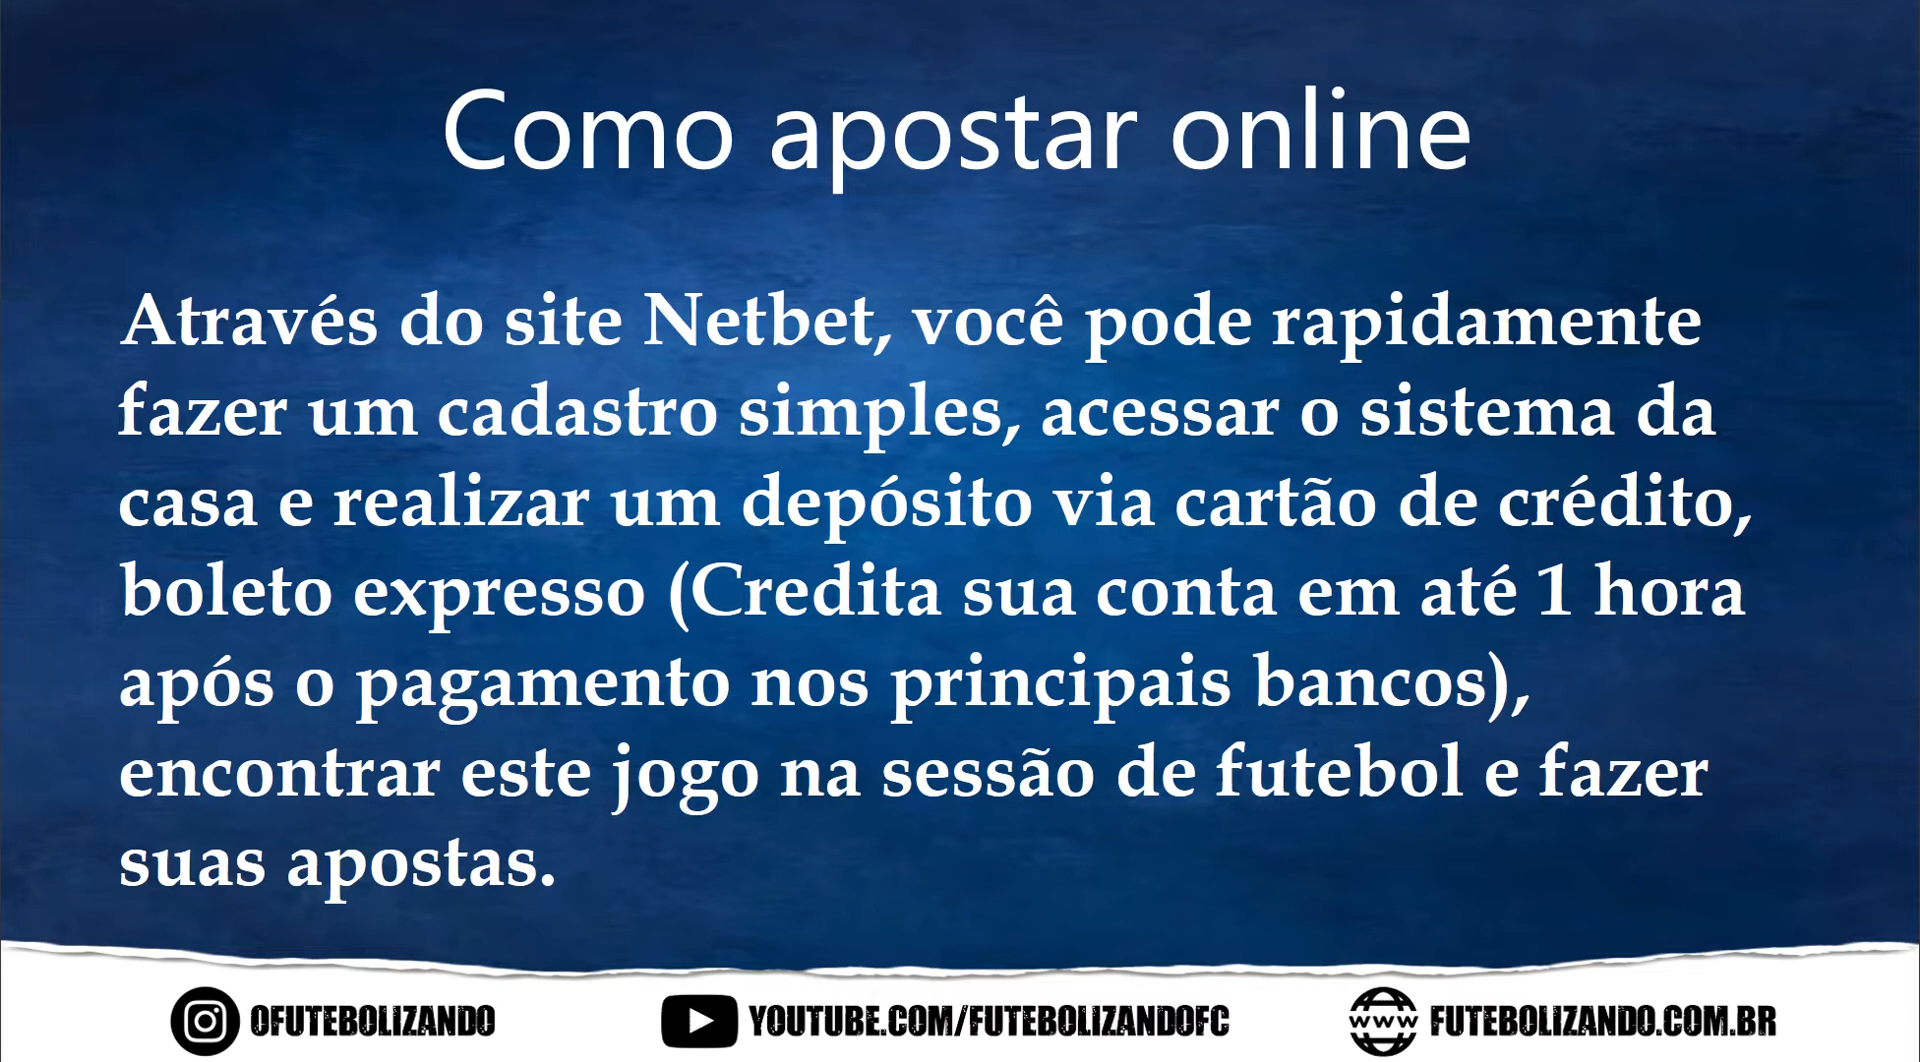 Como apostar online
Através do site Netbet, você pode rapidamente
fazer um cadastro simples, acessar o sistema da
casa e realizar um depósito via cartão de crédito,
boleto expresso (Credita sua conta em até 1 hora
após o pagamento nos principais bancos),
encontrar este jogo na sessão de futebol e fazer
suas apostas.
OFUTEBOLIZANDO YOUTUBE.COM/FUTEBOLIZANDOFC WWW FUTEBOLIZANDO.COM.BR